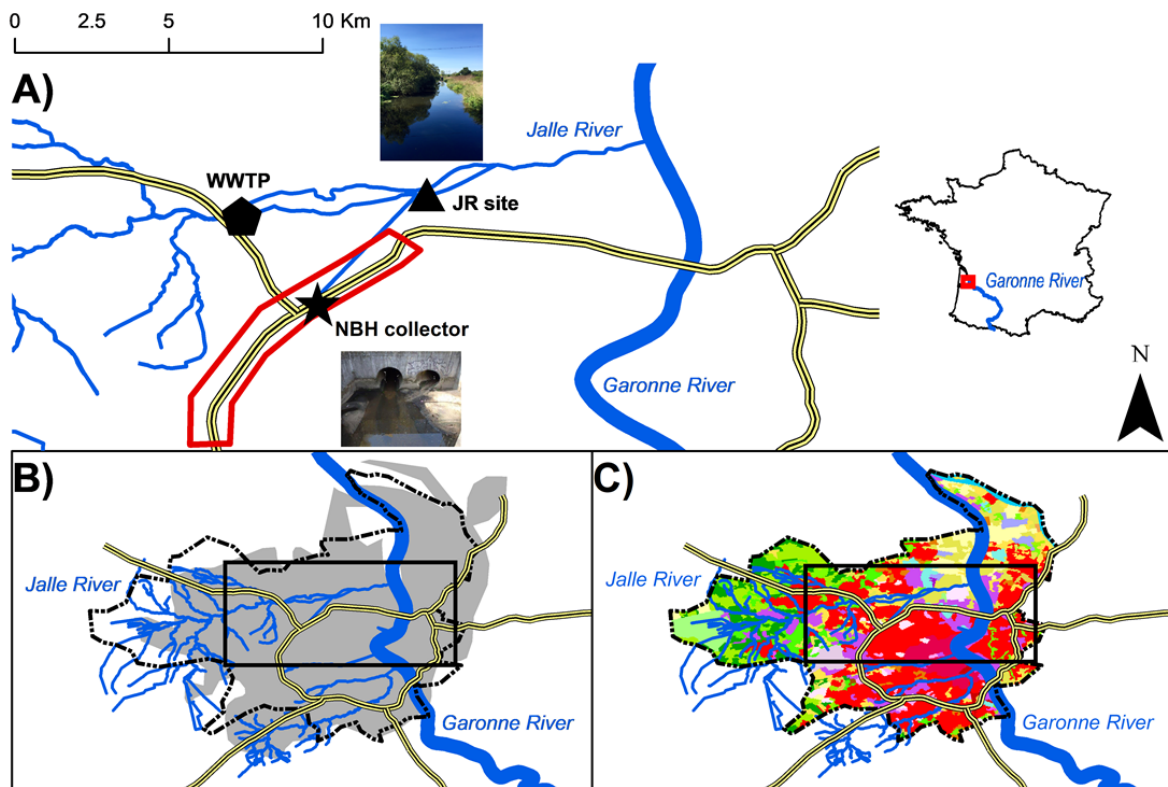 0 2.5 5 10 Km
A)
Jalle River
WWTP
JR site
Garonne River
NBH collector
Garonne River
N
B)
C)
Jalle River
Jalle River
Garonne River
Garonne River